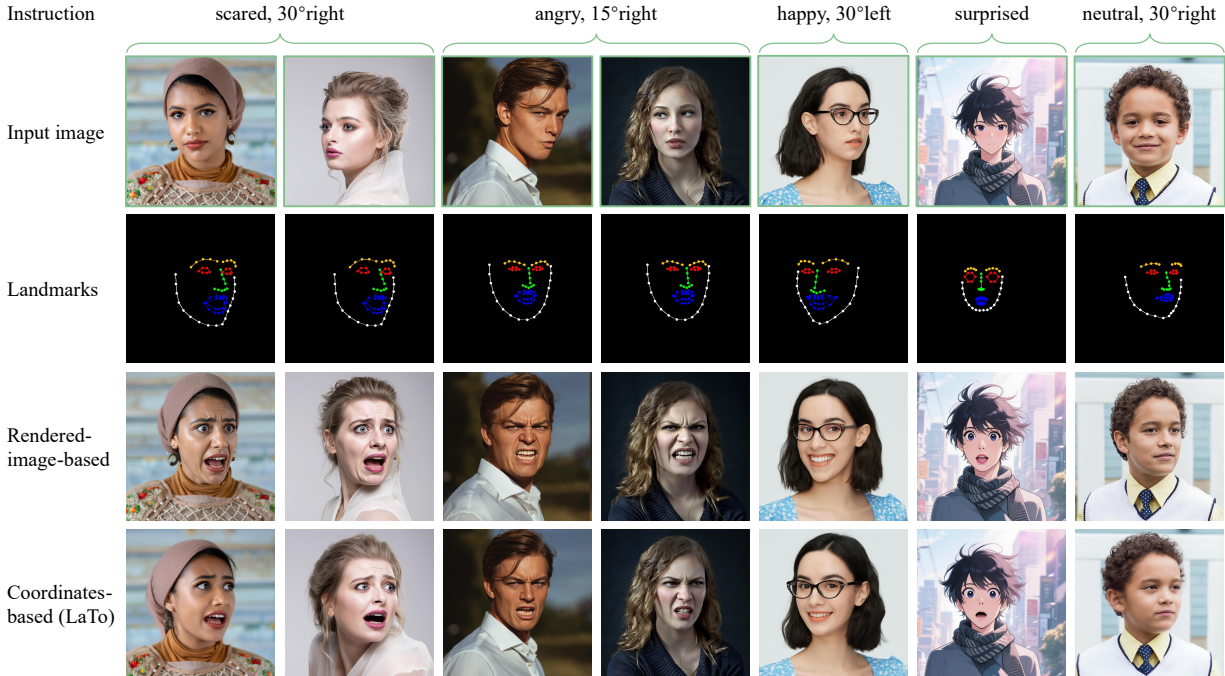 Instruction
scared, 30°right
angry, 15°right
happy, 30°left
surprised
neutral, 30°right
Input image
Landmarks
Rendered-
image-based
Coordinates-
based (LaTo)